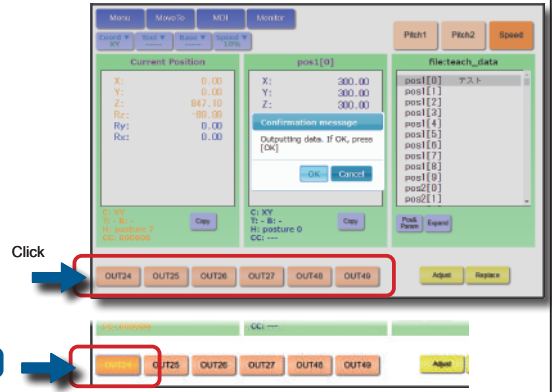 Menu MoveTo MDI Monitor
Coord ▼ Tool ▼ Base ▼ Speed ▼
XY ----- ----- 10%
Pitch1 Pitch2 Speed
Current Position pos1[0] file:teach_data
X: 0.00 X: 300.00 pos1[0] テスト
Y: 0.00 Y: 300.00 pos1[1]
Z: 847.10 Z: 300.00 pos1[2]
Rz: -90.00 pos1[3]
Ry: 0.00 Confirmation message pos1[4]
Rx: 0.00 Outputting data. If OK, press pos1[5]
[OK] pos1[6]
pos1[7]
OK Cancel pos1[8]
pos1[9]
pos2[0]
pos2[1]
C: XY C: XY
T: - B: - Copy T: - B: - Copy Pos& Param Expand
H: posture 7 H: posture 0
CC: 000000 CC: ---
Click
OUT24 OUT25 OUT26 OUT27 OUT48 OUT49 Adjust Replace
CC: 000000 CC: ---
OUT24 OUT25 OUT26 OUT27 OUT48 OUT49 Adjust Replace